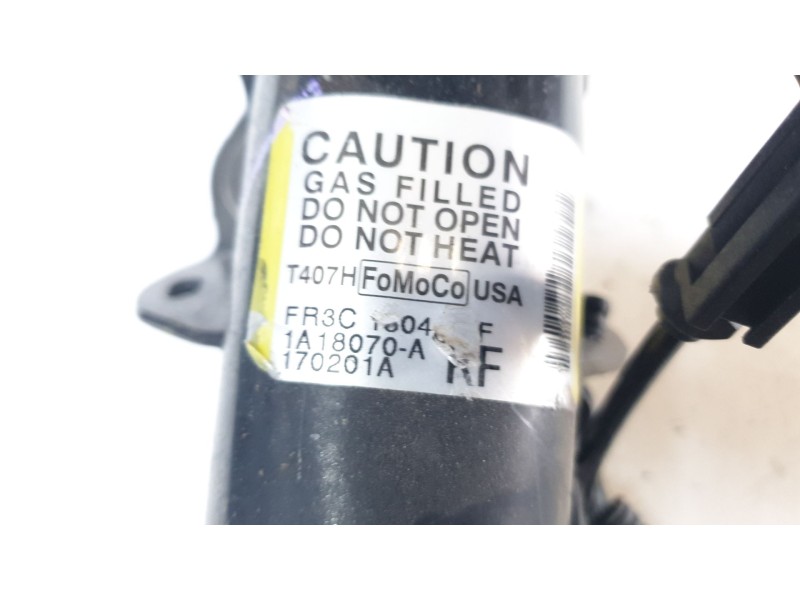 CAUTION
GAS FILLED
DO NOT OPEN
DO NOT HEAT
T407H FoMoCo USA
FR3C F
1A18070-A
170201A RF